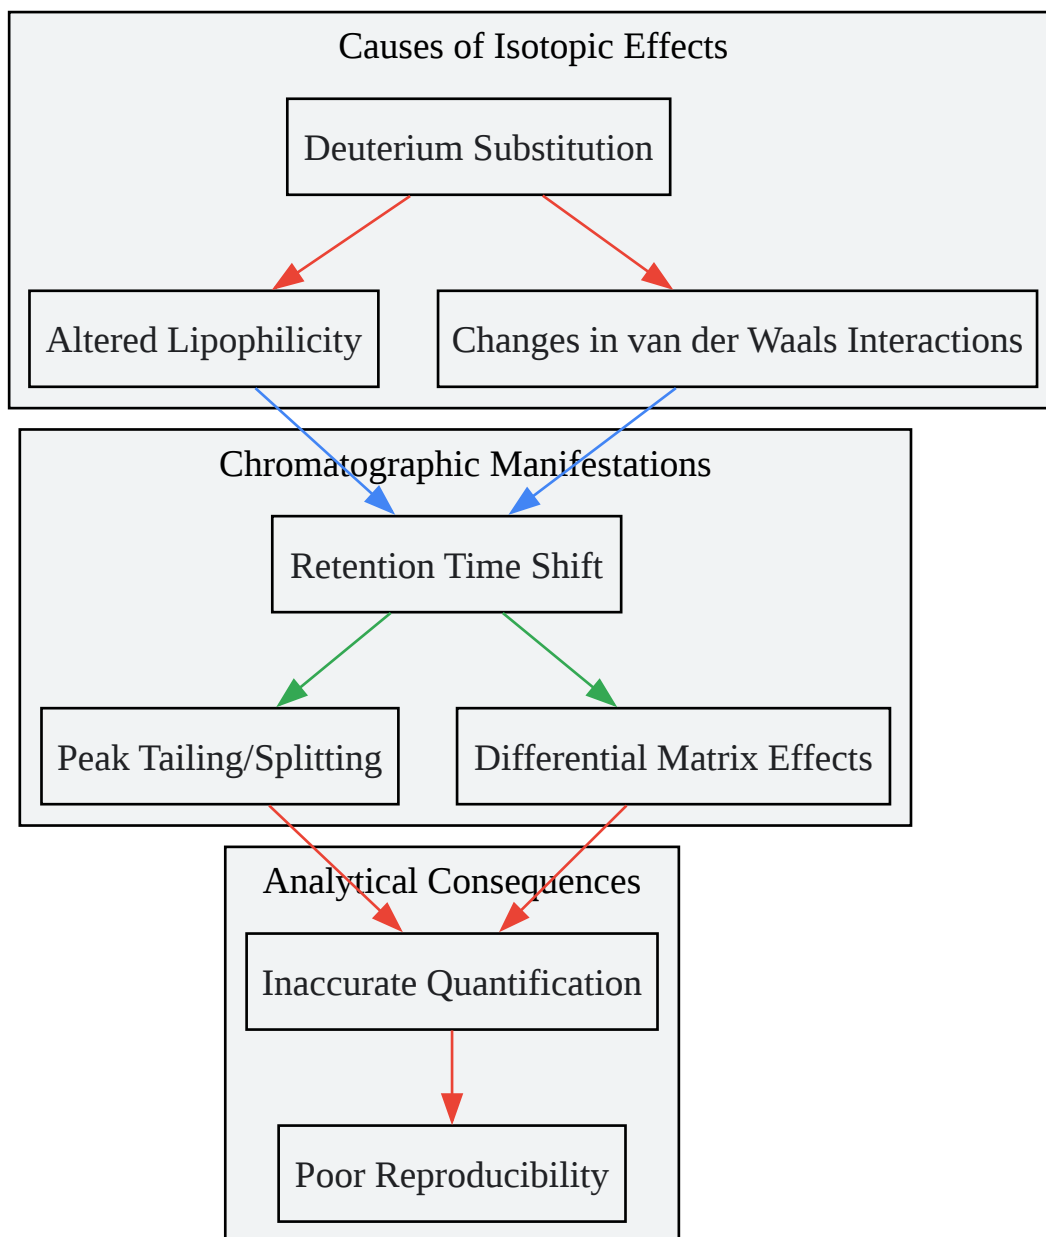 Causes of Isotopic Effects
Deuterium Substitution
Altered Lipophilicity
Changes in van der Waals Interactions
Chromatographic Manifestations
Retention Time Shift
Peak Tailing/Splitting
Differential Matrix Effects
Analytical Consequences
Inaccurate Quantification
Poor Reproducibility